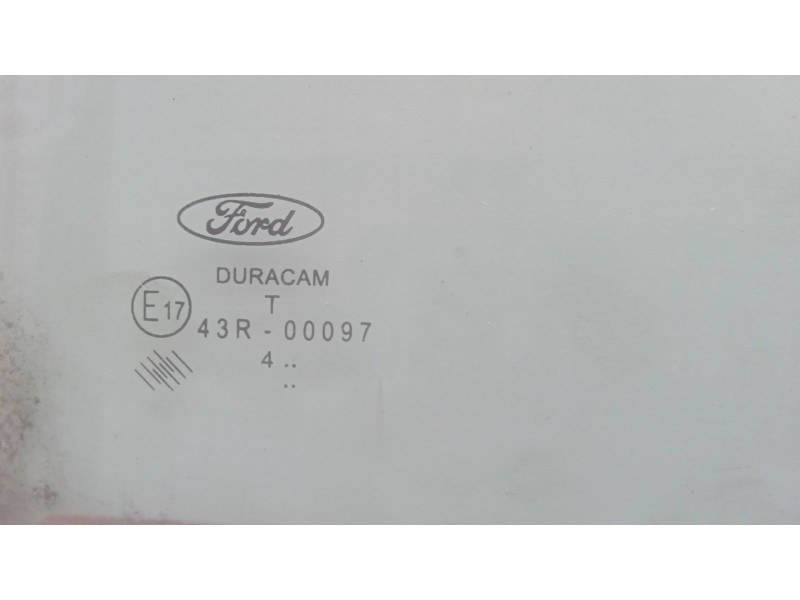 Ford
DURACAM
T
E17
43R - 00097
4 ..
..